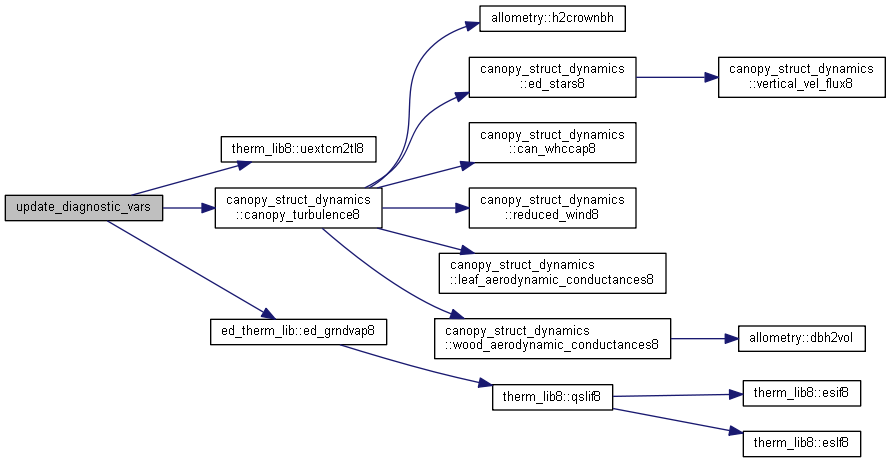 update_diagnostic_vars
therm_lib8::uextcm2tl8
canopy_struct_dynamics
::canopy_turbulence8
ed_therm_lib::ed_grndvap8
allometry::h2crownbh
canopy_struct_dynamics
::ed_stars8
canopy_struct_dynamics
::vertical_vel_flux8
canopy_struct_dynamics
::can_whccap8
canopy_struct_dynamics
::reduced_wind8
canopy_struct_dynamics
::leaf_aerodynamic_conductances8
canopy_struct_dynamics
::wood_aerodynamic_conductances8
allometry::dbh2vol
therm_lib8::qslif8
therm_lib8::esif8
therm_lib8::eslf8